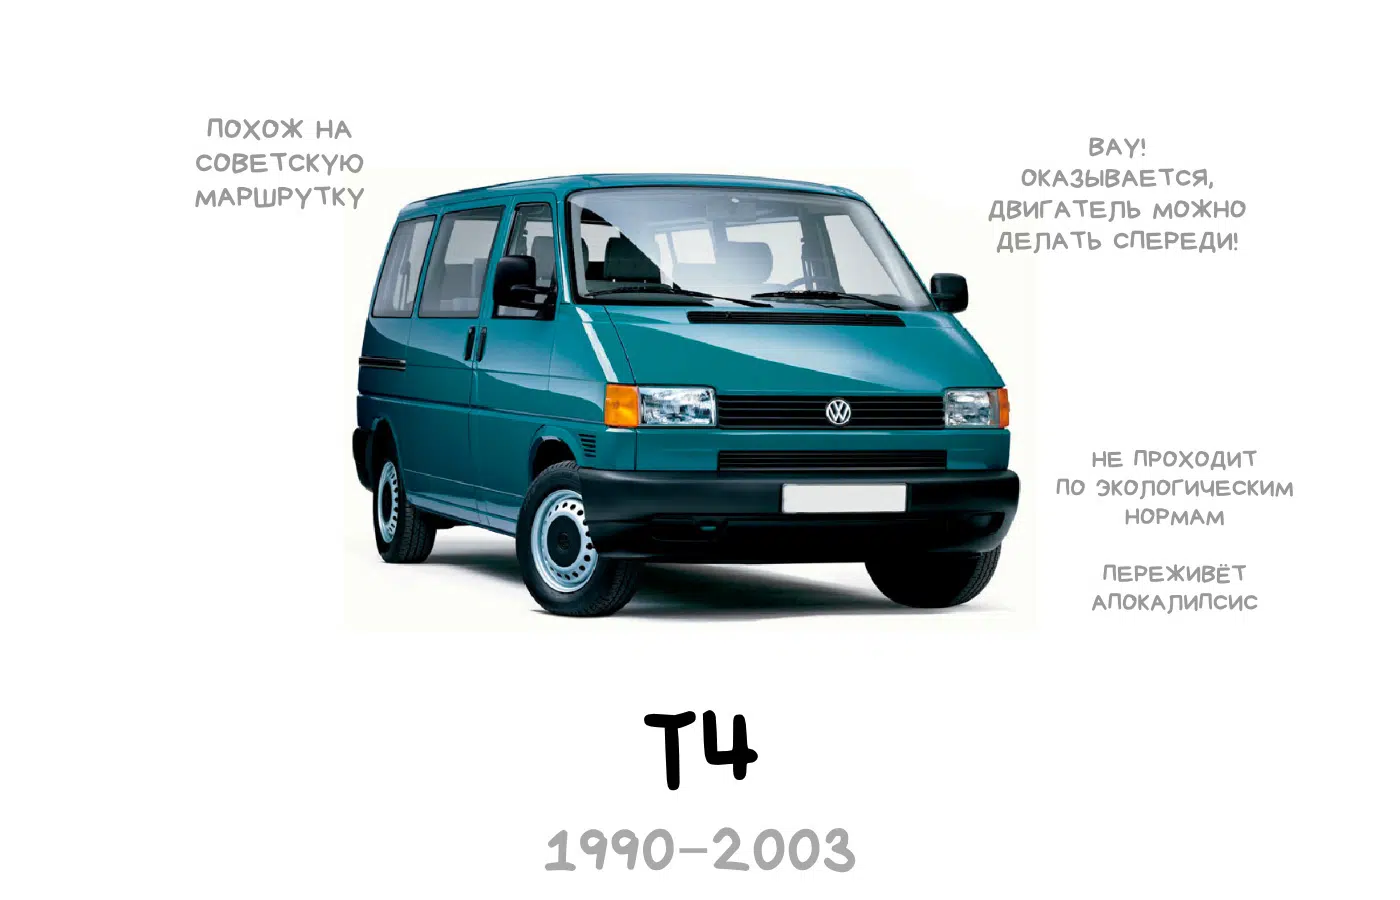 ПОХОЖ НА
СОВЕТСКУЮ
МАРШРУТКУ
ВАУ!
ОКАЗЫВАЕТСЯ,
ДВИГАТЕЛЬ МОЖНО
ДЕЛАТЬ СПЕРЕДИ!
НЕ ПРОХОДИТ
ПО ЭКОЛОГИЧЕСКИМ
НОРМАМ
ПЕРЕЖИВЁТ
АПОКАЛИПСИС
T4
1990–2003